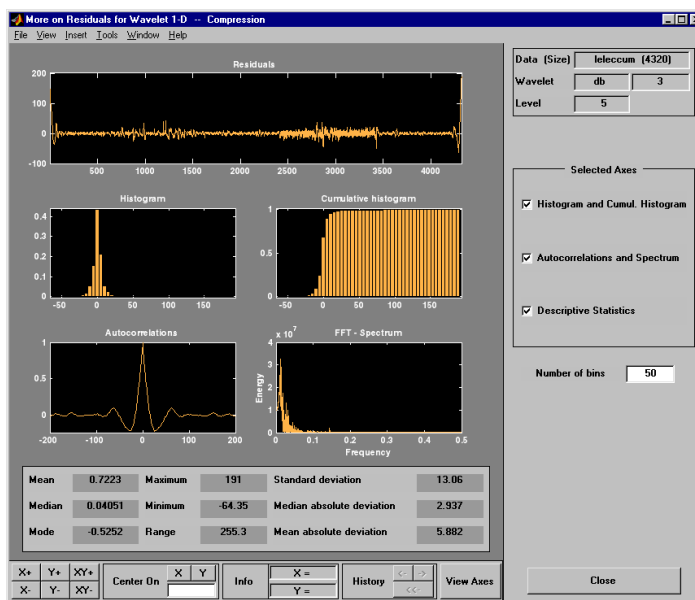 More on Residuals for Wavelet 1-D -- Compression
File View Insert Tools Window Help
Residuals
200
100
0
-100
500 1000 1500 2000 2500 3000 3500 4000
Histogram
0.4
0.3
0.2
0.1
0
-50 0 50 100 150
Cumulative histogram
1
0.5
0
-50 0 50 100 150
Autocorrelations
1
0.5
0
-200 -100 0 100 200
FFT - Spectrum
x 10^7
4
3
2
1
0
Energy
0 0.1 0.2 0.3 0.4 0.5
Frequency
Mean 0.7223 Maximum 191 Standard deviation 13.06
Median 0.04051 Minimum -64.35 Median absolute deviation 2.937
Mode -0.5252 Range 255.3 Mean absolute deviation 5.882
Data (Size) leleccum (4320)
Wavelet db 3
Level 5
Selected Axes
Histogram and Cumul. Histogram
Autocorrelations and Spectrum
Descriptive Statistics
Number of bins 50
X+ Y+ XY+
X- Y- XY-
Center On X Y
Info X =
Y =
History <- ->
<<-
View Axes
Close